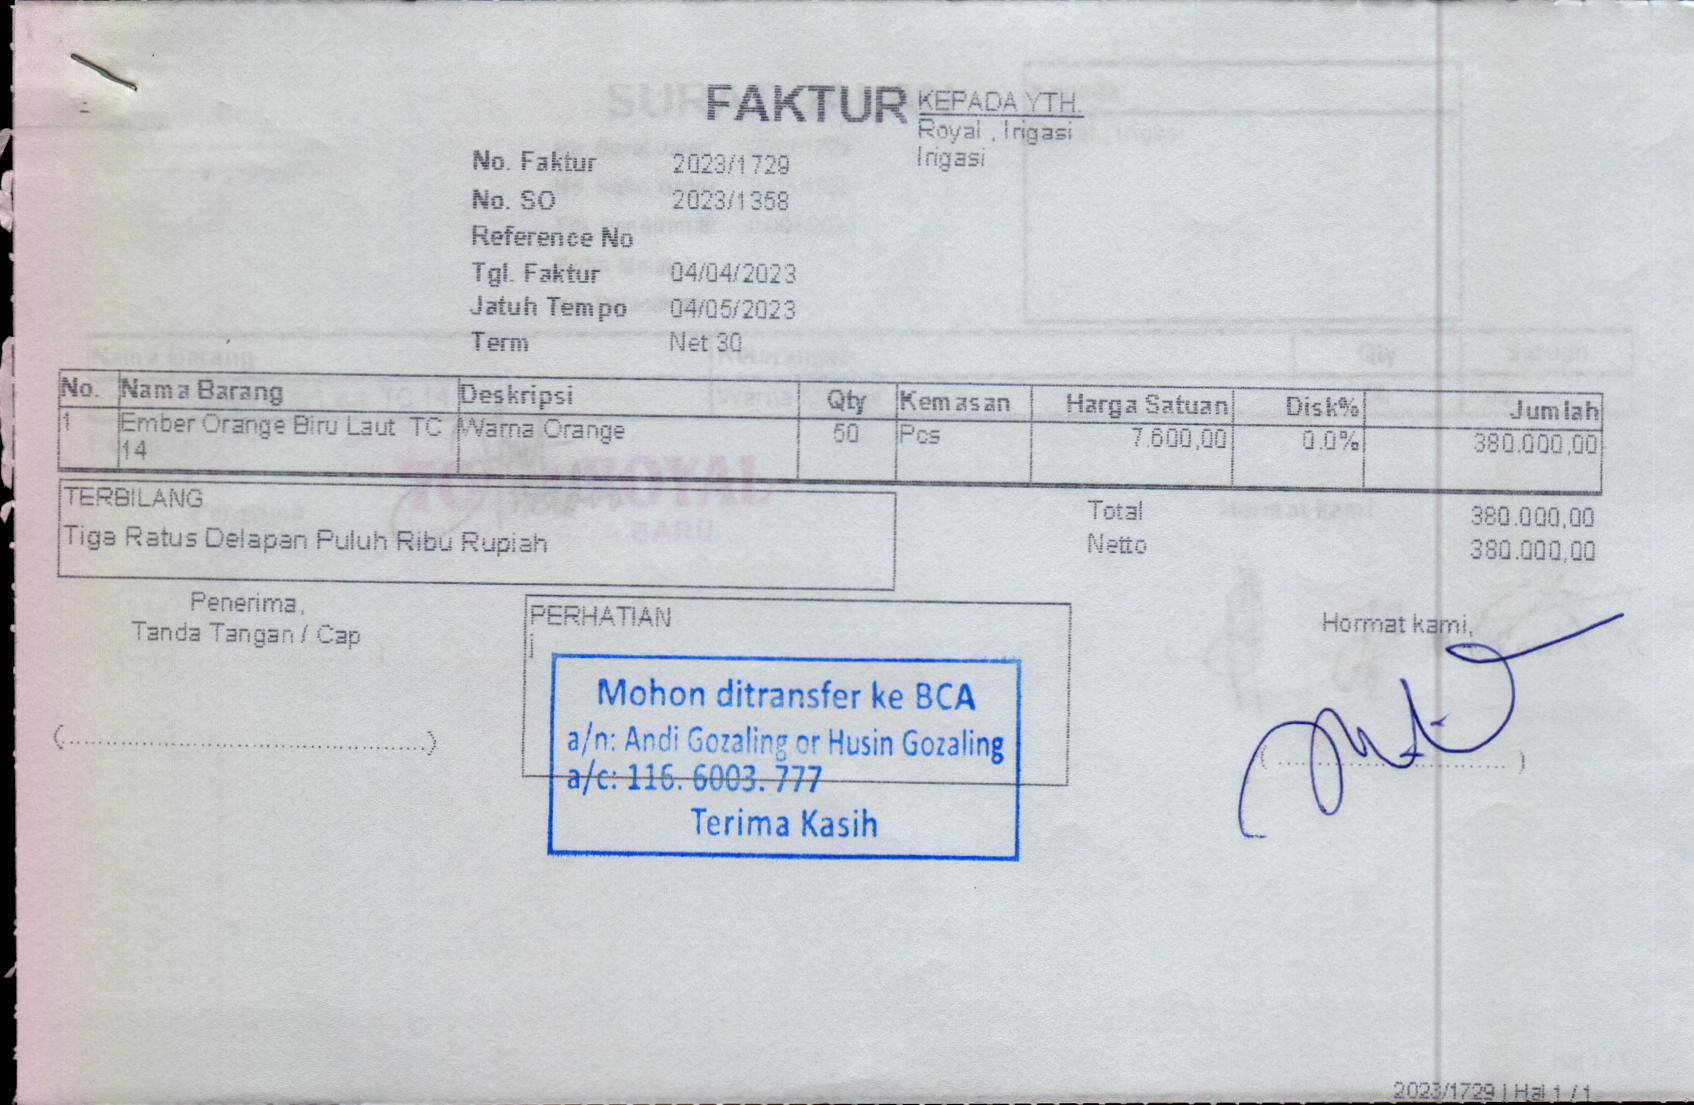 FAKTUR
KEPADA YTH.
Royal , Irigasi
Irigasi
No. Faktur 2023/1729
No. SO 2023/1358
Reference No
Tgl. Faktur 04/04/2023
Jatuh Tempo 04/05/2023
Term Net 30
No. Nama Barang Deskripsi Qty Kemasan Harga Satuan Disk% Jumlah
1 Ember Orange Biru Laut TC Warna Orange 50 Pcs 7.600,00 0.0% 380.000,00
14
TERBILANG
Tiga Ratus Delapan Puluh Ribu Rupiah
Total 380.000,00
Netto 380.000,00
Penerima,
Tanda Tangan / Cap
PERHATIAN
j
Mohon ditransfer ke BCA
a/n: Andi Gozaling or Husin Gozaling
a/c: 116. 6003. 777
Terima Kasih
Hormat kami,
2023/1729 | Hal 1 / 1